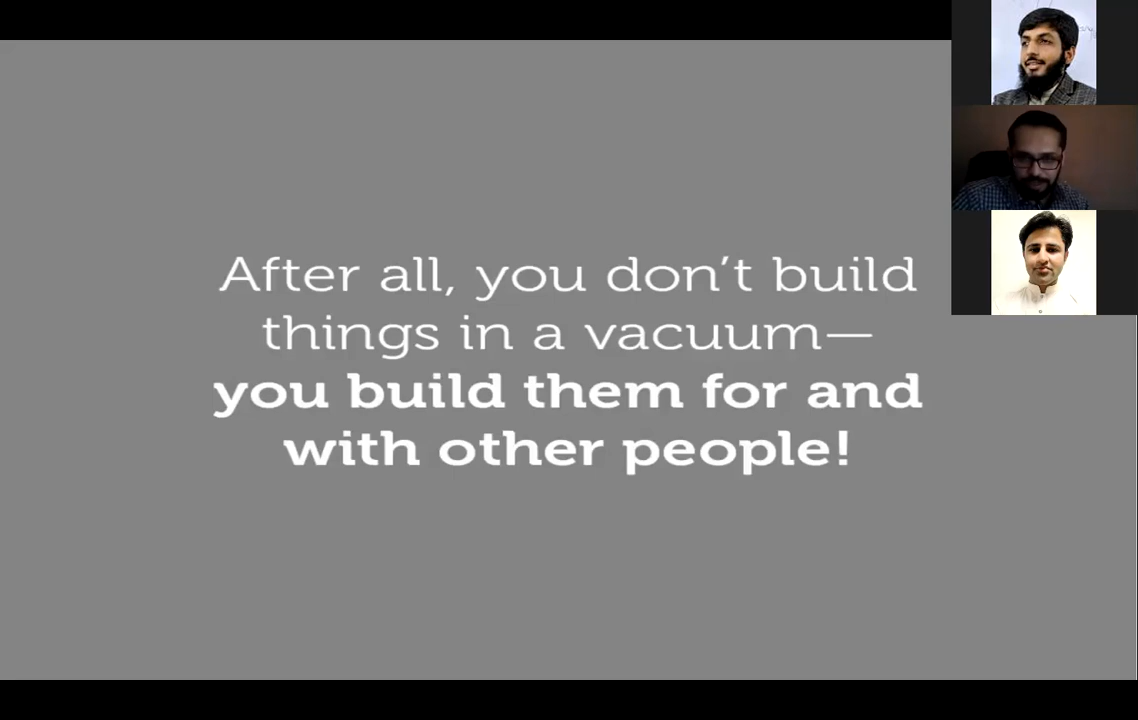 After all, you don’t build
things in a vacuum—
you build them for and
with other people!